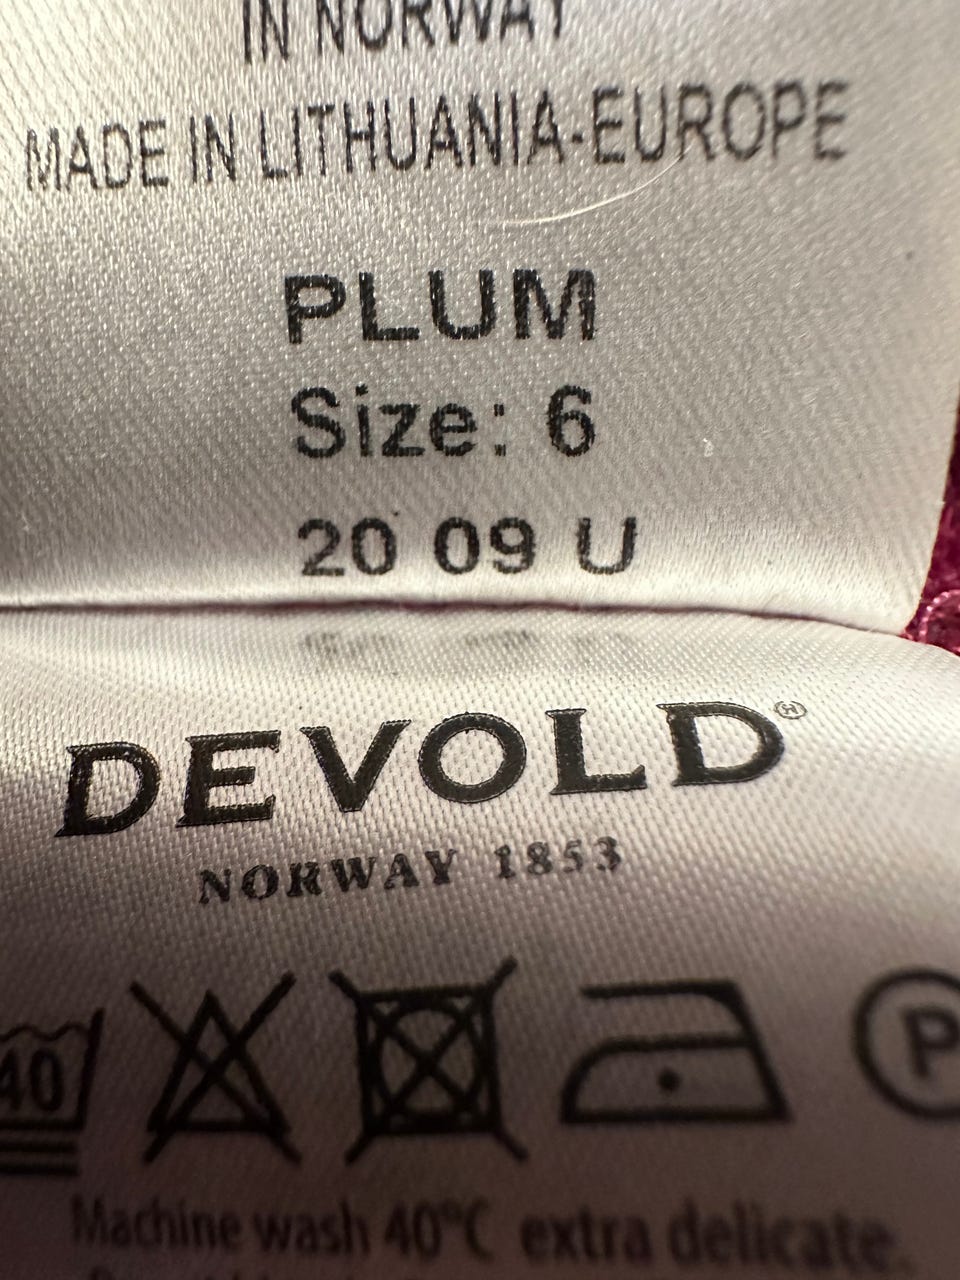 IN NORWAY
MADE IN LITHUANIA-EUROPE
PLUM
Size: 6
20 09 U
DEVOLD®
NORWAY 1853
40
P
Machine wash 40°C extra delicate.